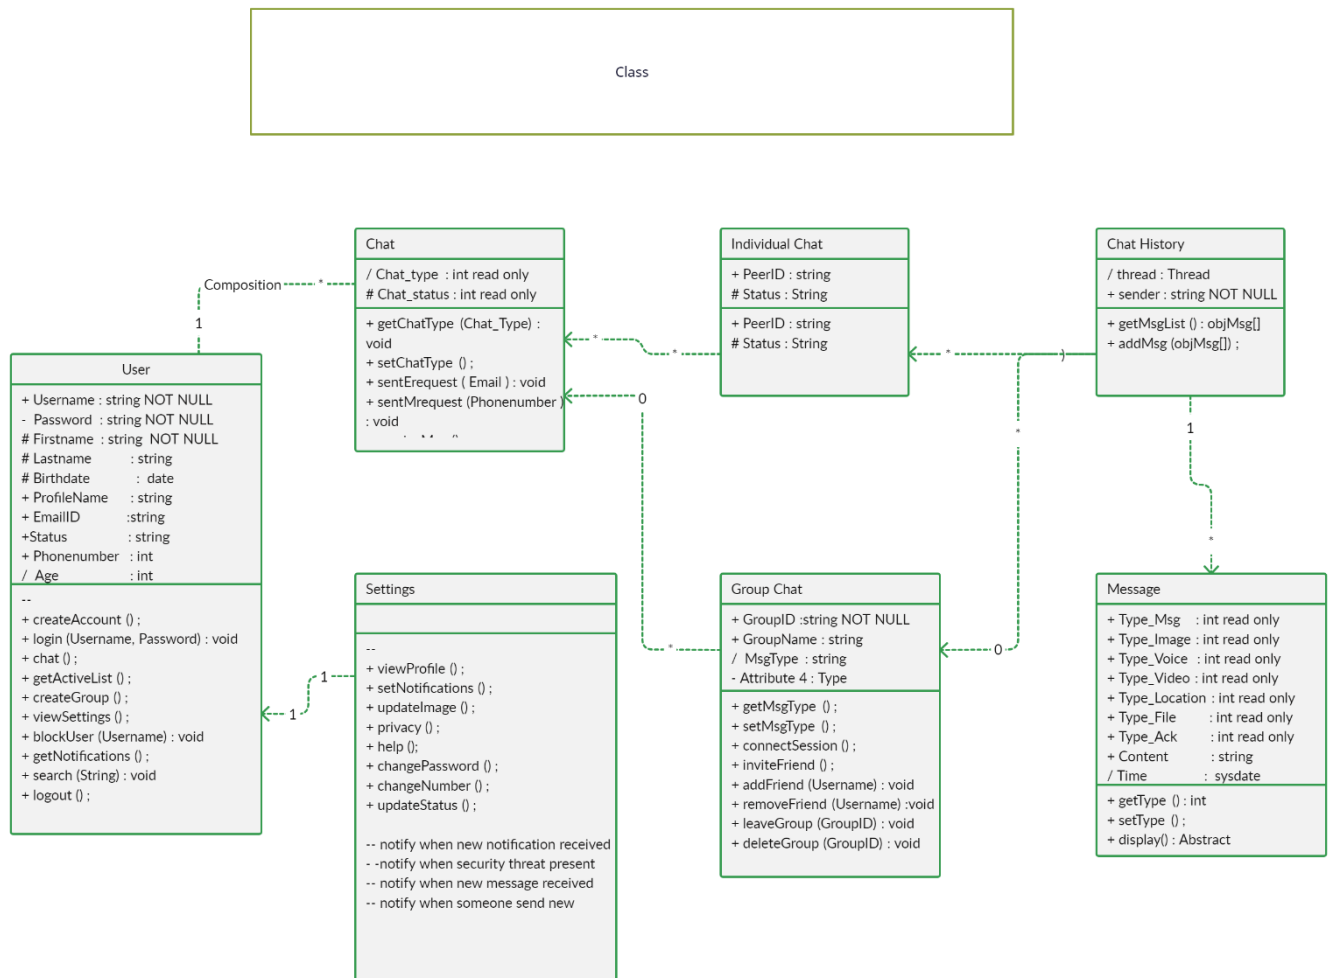 Class
Chat
/ Chat_type : int read only
# Chat_status : int read only
+ getChatType (Chat_Type) :
void
+ setChatType () ;
+ sentErequest ( Email ) : void
+ sentMrequest (Phonenumber )
: void
Individual Chat
+ PeerID : string
# Status : String
+ PeerID : string
# Status : String
Chat History
/ thread : Thread
+ sender : string NOT NULL
+ getMsgList () : objMsg[]
+ addMsg (objMsg[]) ;
Composition
*
1
*
*
*
)
0
*
1
*
User
+ Username : string NOT NULL
- Password : string NOT NULL
# Firstname : string NOT NULL
# Lastname : string
# Birthdate : date
+ ProfileName : string
+ EmailID :string
+Status : string
+ Phonenumber : int
/ Age : int
--
+ createAccount () ;
+ login (Username, Password) : void
+ chat () ;
+ getActiveList () ;
+ createGroup () ;
+ viewSettings () ;
+ blockUser (Username) : void
+ getNotifications () ;
+ search (String) : void
+ logout () ;
1
1
Settings
--
+ viewProfile () ;
+ setNotifications () ;
+ updateImage () ;
+ privacy () ;
+ help ();
+ changePassword () ;
+ changeNumber () ;
+ updateStatus () ;
-- notify when new notification received
- -notify when security threat present
-- notify when new message received
-- notify when someone send new
*
0
Group Chat
+ GroupID :string NOT NULL
+ GroupName : string
/ MsgType : string
- Attribute 4 : Type
+ getMsgType () ;
+ setMsgType () ;
+ connectSession () ;
+ inviteFriend () ;
+ addFriend (Username) : void
+ removeFriend (Username) :void
+ leaveGroup (GroupID) : void
+ deleteGroup (GroupID) : void
Message
+ Type_Msg : int read only
+ Type_Image : int read only
+ Type_Voice : int read only
+ Type_Video : int read only
+ Type_Location : int read only
+ Type_File : int read only
+ Type_Ack : int read only
+ Content : string
/ Time : sysdate
+ getType () : int
+ setType () ;
+ display() : Abstract